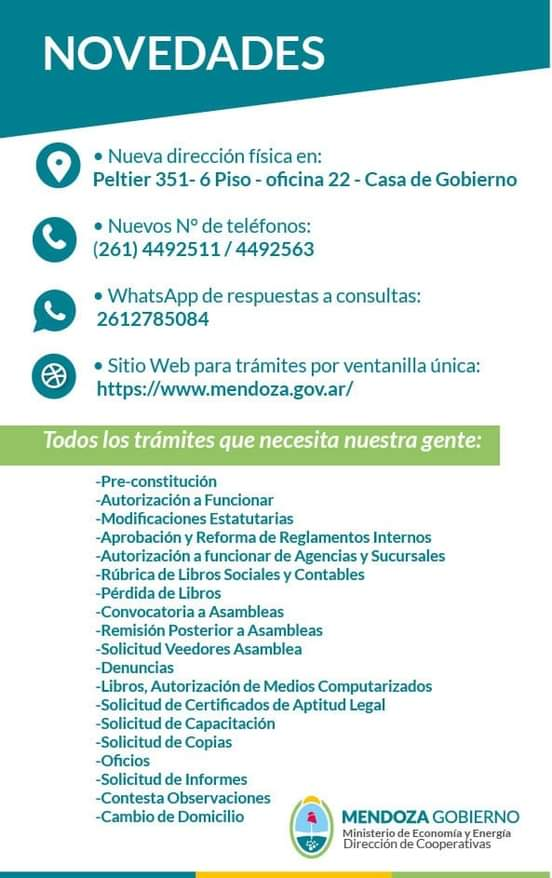 NOVEDADES
• Nueva dirección física en:
Peltier 351- 6 Piso - oficina 22 - Casa de Gobierno
• Nuevos Nº de teléfonos:
(261) 4492511 / 4492563
• WhatsApp de respuestas a consultas:
2612785084
• Sitio Web para trámites por ventanilla única:
https://www.mendoza.gov.ar/
Todos los trámites que necesita nuestra gente:
-Pre-constitución
-Autorización a Funcionar
-Modificaciones Estatutarias
-Aprobación y Reforma de Reglamentos Internos
-Autorización a funcionar de Agencias y Sucursales
-Rúbrica de Libros Sociales y Contables
-Pérdida de Libros
-Convocatoria a Asambleas
-Remisión Posterior a Asambleas
-Solicitud Veedores Asamblea
-Denuncias
-Libros, Autorización de Medios Computarizados
-Solicitud de Certificados de Aptitud Legal
-Solicitud de Capacitación
-Solicitud de Copias
-Oficios
-Solicitud de Informes
-Contesta Observaciones
-Cambio de Domicilio
MENDOZA GOBIERNO
Ministerio de Economía y Energía
Dirección de Cooperativas